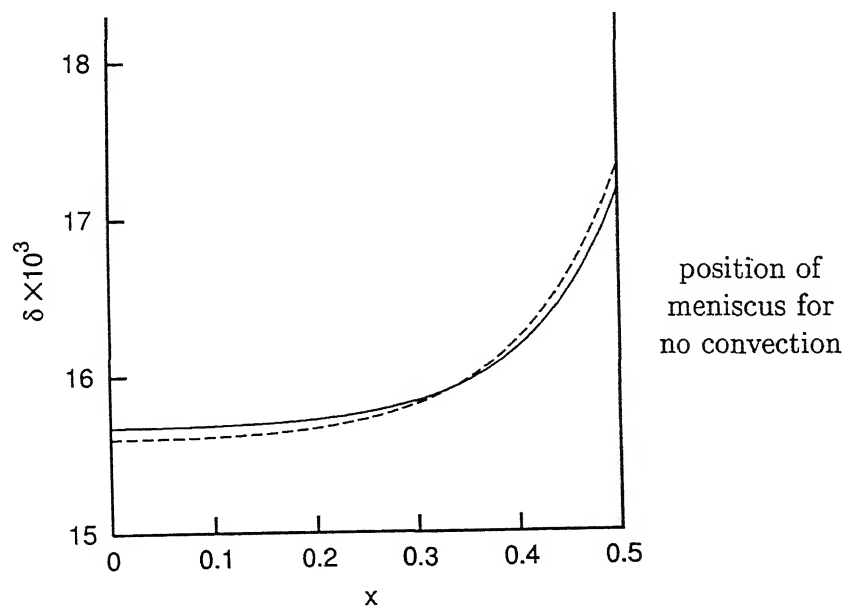 18
17
16
15
δ×10³
0 0.1 0.2 0.3 0.4 0.5
x
position of
meniscus for
no convection